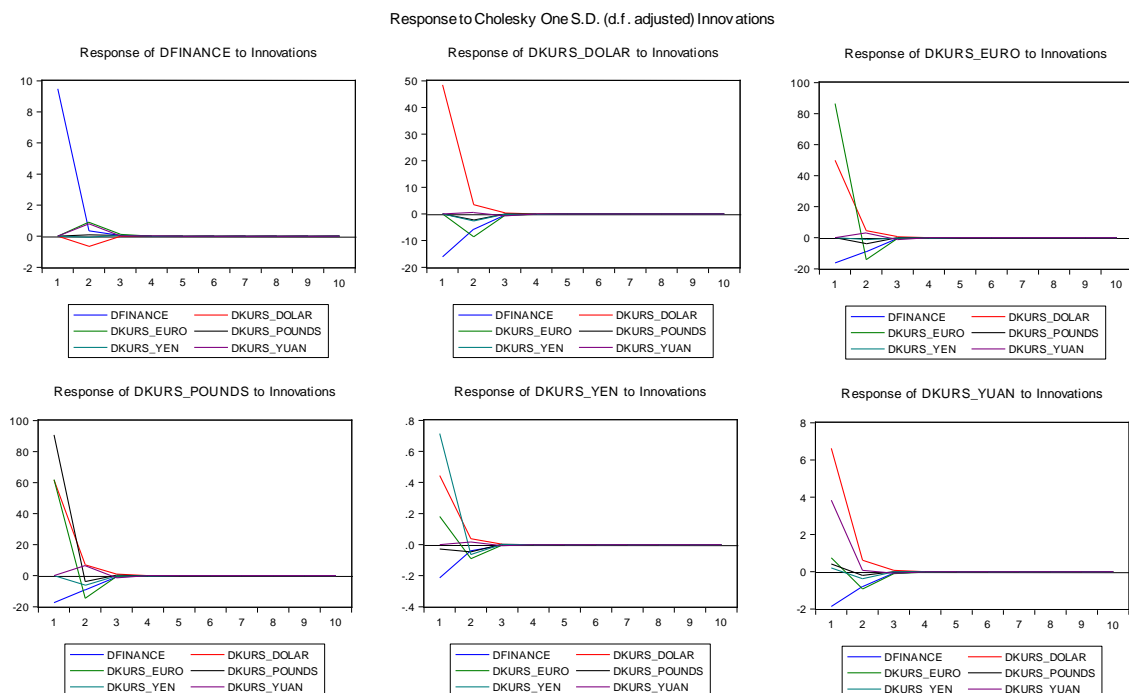 Response to Cholesky One S.D. (d.f. adjusted) Innovations
Response of DFINANCE to Innovations
10
8
6
4
2
0
-2
1 2 3 4 5 6 7 8 9 10
DFINANCE DKURS_DOLAR
DKURS_EURO DKURS_POUNDS
DKURS_YEN DKURS_YUAN
Response of DKURS_DOLAR to Innovations
50
40
30
20
10
0
-10
-20
1 2 3 4 5 6 7 8 9 10
DFINANCE DKURS_DOLAR
DKURS_EURO DKURS_POUNDS
DKURS_YEN DKURS_YUAN
Response of DKURS_EURO to Innovations
100
80
60
40
20
0
-20
1 2 3 4 5 6 7 8 9 10
DFINANCE DKURS_DOLAR
DKURS_EURO DKURS_POUNDS
DKURS_YEN DKURS_YUAN
Response of DKURS_POUNDS to Innovations
100
80
60
40
20
0
-20
1 2 3 4 5 6 7 8 9 10
DFINANCE DKURS_DOLAR
DKURS_EURO DKURS_POUNDS
DKURS_YEN DKURS_YUAN
Response of DKURS_YEN to Innovations
.8
.6
.4
.2
.0
-.2
-.4
1 2 3 4 5 6 7 8 9 10
DFINANCE DKURS_DOLAR
DKURS_EURO DKURS_POUNDS
DKURS_YEN DKURS_YUAN
Response of DKURS_YUAN to Innovations
8
6
4
2
0
-2
1 2 3 4 5 6 7 8 9 10
DFINANCE DKURS_DOLAR
DKURS_EURO DKURS_POUNDS
DKURS_YEN DKURS_YUAN